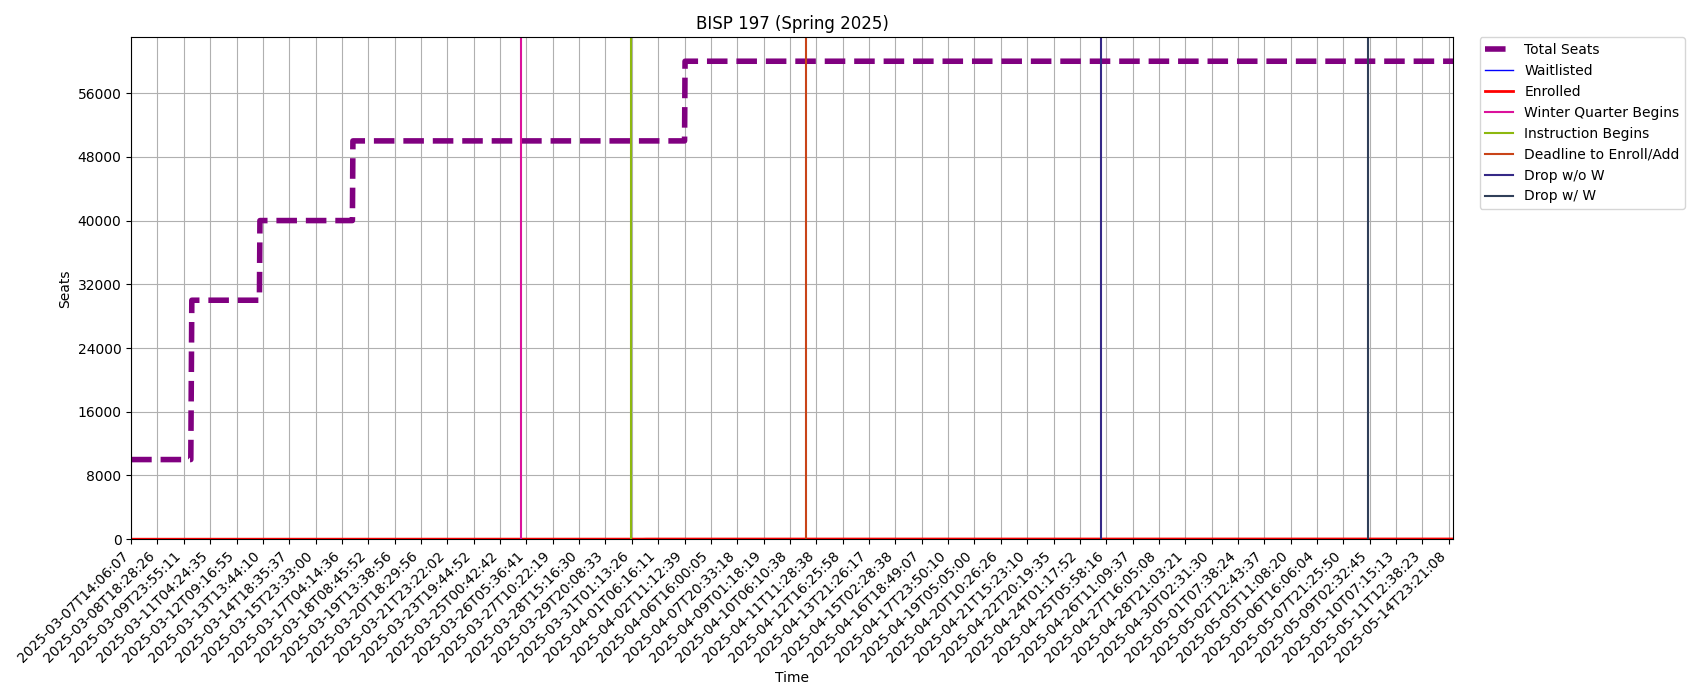 BISP 197 (Spring 2025)
Total Seats
Waitlisted
Enrolled
Winter Quarter Begins
Instruction Begins
Deadline to Enroll/Add
Drop w/o W
Drop w/ W
Seats
56000
48000
40000
32000
24000
16000
8000
0
2025-03-07T14:06:07
2025-03-08T18:28:26
2025-03-09T23:55:11
2025-03-11T04:24:35
2025-03-12T09:16:55
2025-03-13T13:44:10
2025-03-14T18:35:37
2025-03-15T23:33:00
2025-03-17T04:14:36
2025-03-18T08:45:52
2025-03-19T13:38:56
2025-03-20T18:29:56
2025-03-21T23:22:02
2025-03-23T19:44:52
2025-03-25T00:42:42
2025-03-26T05:36:41
2025-03-27T10:22:19
2025-03-28T15:16:30
2025-03-29T20:08:33
2025-03-31T01:13:26
2025-04-01T06:16:11
2025-04-02T11:12:39
2025-04-06T16:00:05
2025-04-07T20:33:18
2025-04-09T01:18:19
2025-04-10T06:10:38
2025-04-11T11:28:38
2025-04-12T16:25:58
2025-04-13T21:26:17
2025-04-15T02:28:38
2025-04-16T18:49:07
2025-04-17T23:50:10
2025-04-19T05:05:00
2025-04-20T10:26:26
2025-04-21T15:23:10
2025-04-22T20:19:35
2025-04-24T01:17:52
2025-04-25T05:58:16
2025-04-26T11:09:37
2025-04-27T16:05:08
2025-04-28T21:03:21
2025-04-30T02:31:30
2025-05-01T07:38:24
2025-05-02T12:43:37
2025-05-05T11:08:20
2025-05-06T16:06:04
2025-05-07T21:25:50
2025-05-09T02:32:45
2025-05-10T07:15:13
2025-05-11T12:38:23
2025-05-14T23:21:08
Time